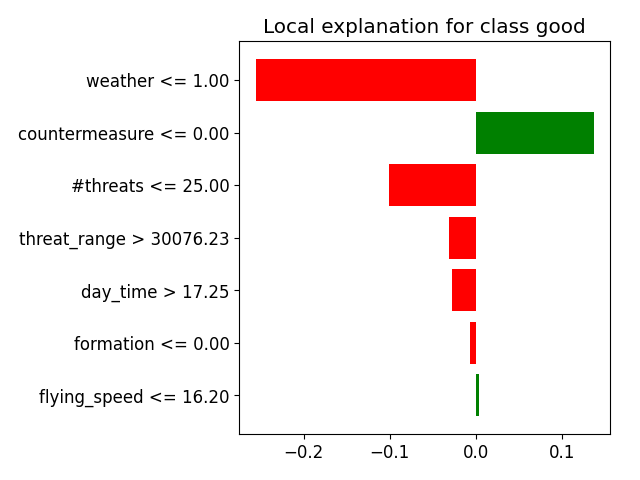 Local explanation for class good
weather <= 1.00
countermeasure <= 0.00
#threats <= 25.00
threat_range > 30076.23
day_time > 17.25
formation <= 0.00
flying_speed <= 16.20
−0.2 −0.1 0.0 0.1